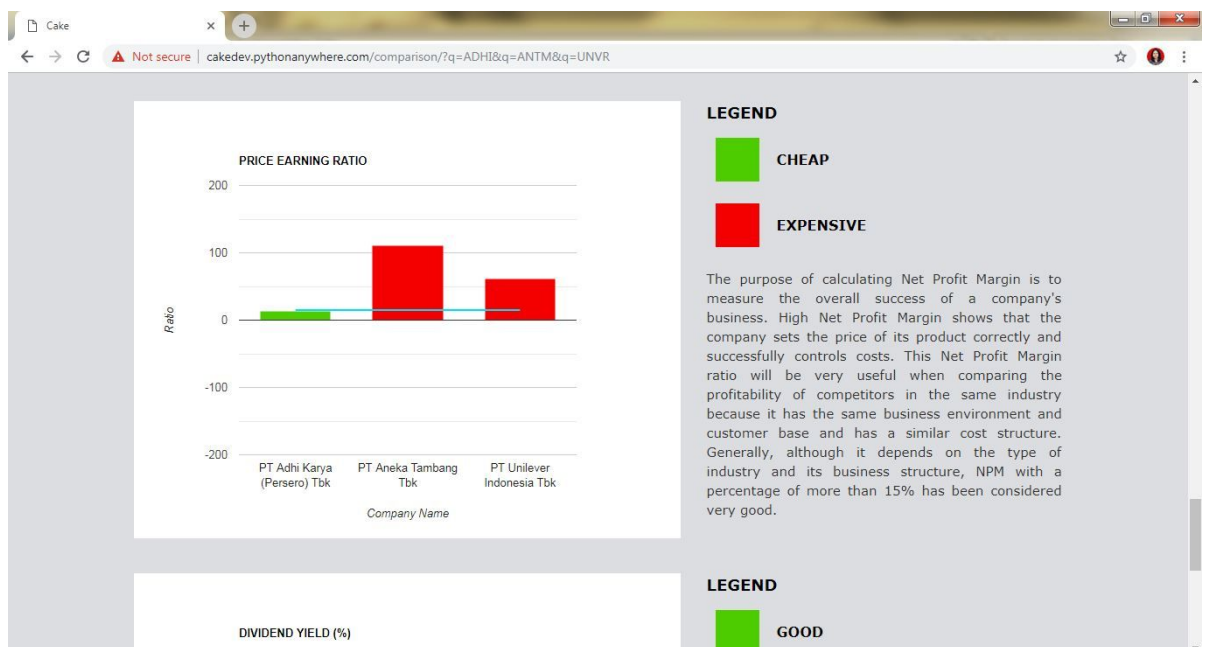 Cake
Not secure | cakedev.pythonanywhere.com/comparison/?q=ADHI&q=ANTM&q=UNVR
PRICE EARNING RATIO
200
100
0
-100
-200
Ratio
PT Adhi Karya
(Persero) Tbk
PT Aneka Tambang
Tbk
PT Unilever
Indonesia Tbk
Company Name
LEGEND
CHEAP
EXPENSIVE
The purpose of calculating Net Profit Margin is to
measure the overall success of a company's
business. High Net Profit Margin shows that the
company sets the price of its product correctly and
successfully controls costs. This Net Profit Margin
ratio will be very useful when comparing the
profitability of competitors in the same industry
because it has the same business environment and
customer base and has a similar cost structure.
Generally, although it depends on the type of
industry and its business structure, NPM with a
percentage of more than 15% has been considered
very good.
DIVIDEND YIELD (%)
LEGEND
GOOD